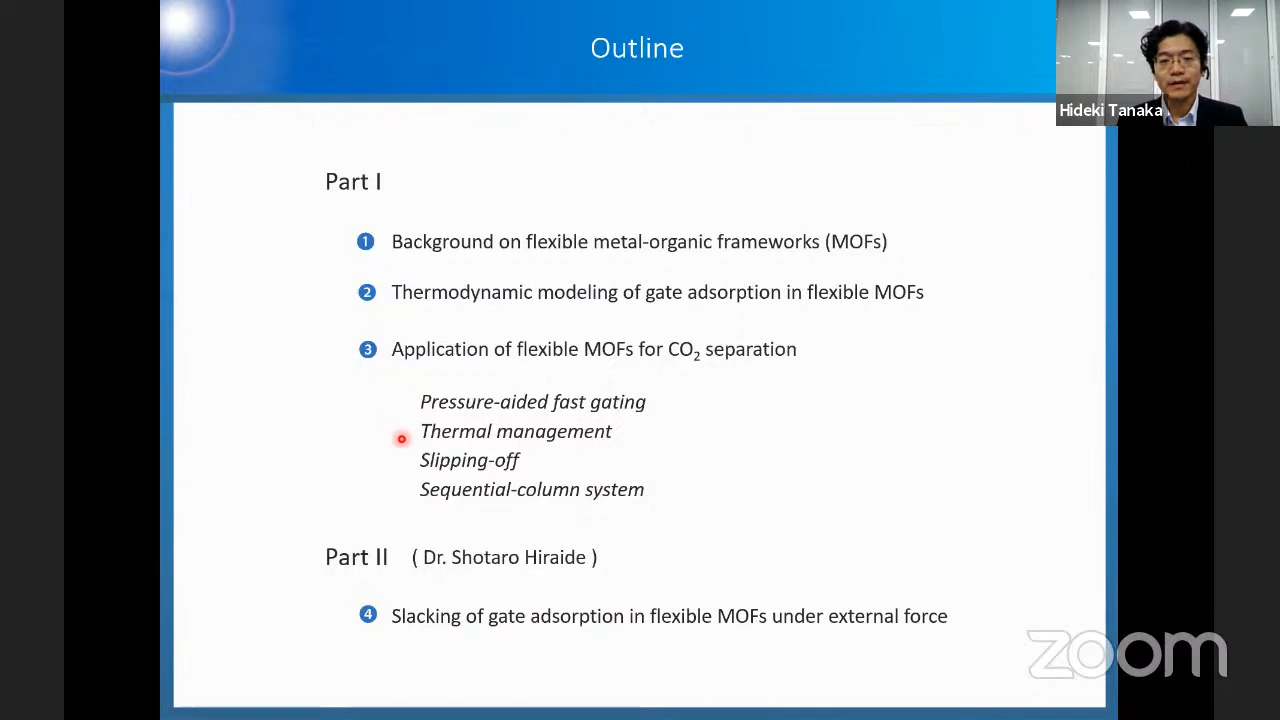 Outline
Hideki Tanaka
Part I
1 Background on flexible metal-organic frameworks (MOFs)
2 Thermodynamic modeling of gate adsorption in flexible MOFs
3 Application of flexible MOFs for CO₂ separation
Pressure-aided fast gating
Thermal management
Slipping-off
Sequential-column system
Part II ( Dr. Shotaro Hiraide )
4 Slacking of gate adsorption in flexible MOFs under external force
zoom